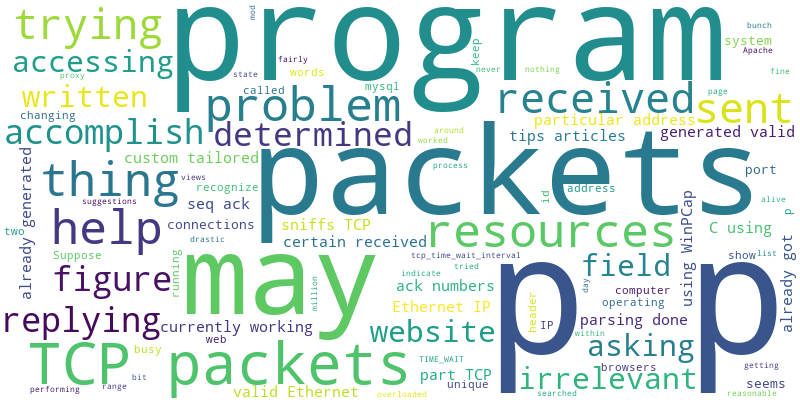 trying
program
mod
bunch
accessing
proxy
state
fairly
words
keep
never
nothing
system
Apache
written
changing
called
problem
mysql
received
page
fine
sent
accomplish
determined
around
worked
tips articles
particular address
generated valid
custom tailored
packets
port
thing
recognize
process
views
suggestions
seq ack
id
address
alive
already generated
two
help
connections
sniffs TCP
certain received
resources
C using
p
Suppose
drastic
running
figure
may
tcp_time_wait_interval
tried
indicate
million
day
p p
field
using WinPCap
show
list
computer
already got
replying
currently working
ack numbers
Ethernet IP
header
IP
operating
parsing done
web
website
within
asking
TCP
busy
bit
packets
TIME_WAIT
part TCP
browsers
getting
performing
range
valid Ethernet
overloaded
unique
irrelevant
searched
seems
reasonable